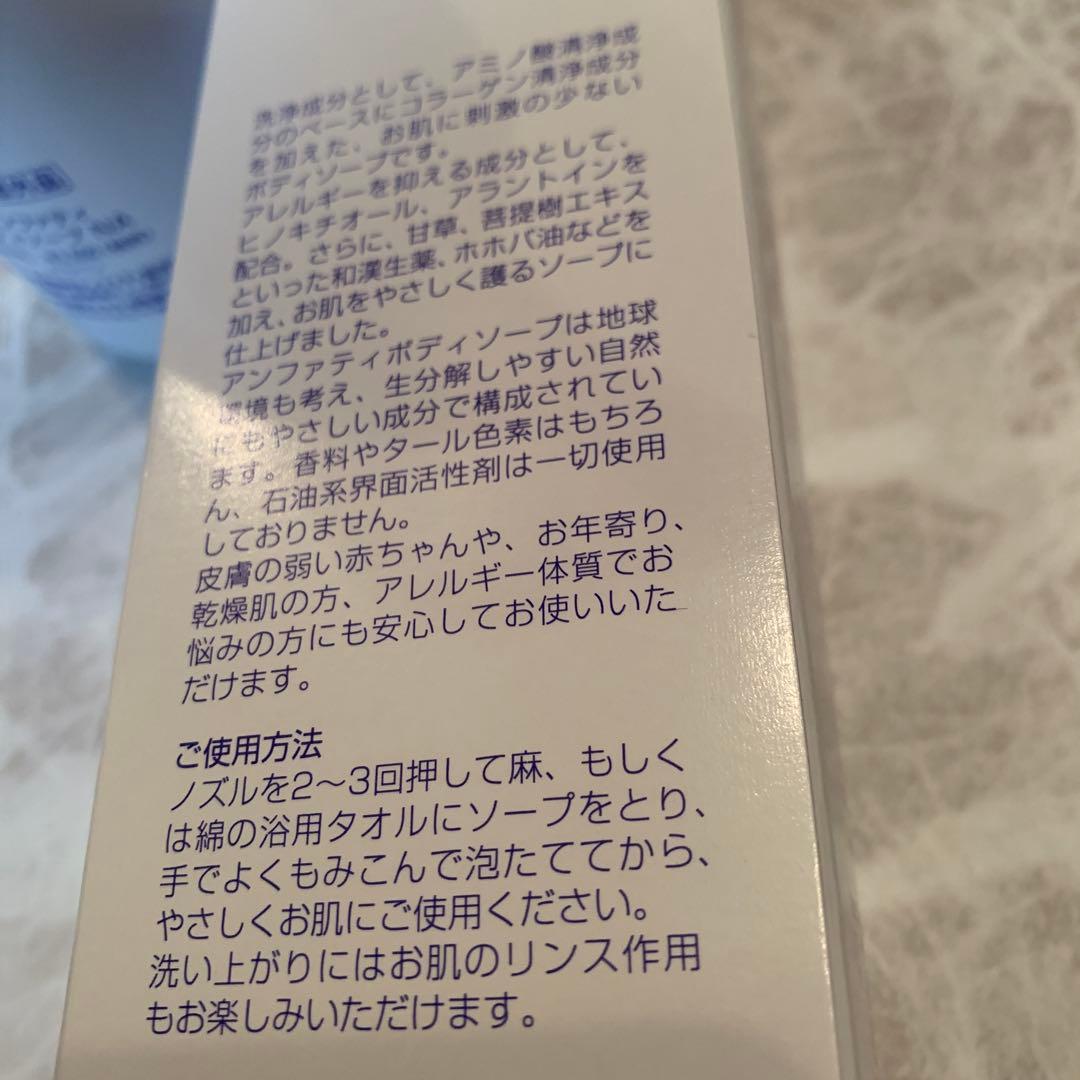 洗浄成分として、アミノ酸清浄成
分のベースにコラーゲン清浄成分
を加えた、お肌に刺激の少ない
ボディソープです。
アレルギーを抑える成分として、
ヒノキチオール、アラントインを
配合。さらに、甘草、菩提樹エキス
といった和漢生薬、ホホバ油などを
加え、お肌をやさしく護るソープに
仕上げました。
アンファティボディソープは地球
環境も考え、生分解しやすい自然
にもやさしい成分で構成されてい
ます。香料やタール色素はもちろ
ん、石油系界面活性剤は一切使用
しておりません。
皮膚の弱い赤ちゃんや、お年寄り、
乾燥肌の方、アレルギー体質でお
悩みの方にも安心してお使いいた
だけます。
ご使用方法
ノズルを2〜3回押して麻、もしく
は綿の浴用タオルにソープをとり、
手でよくもみこんで泡たててから、
やさしくお肌にご使用ください。
洗い上がりにはお肌のリンス作用
もお楽しみいただけます。